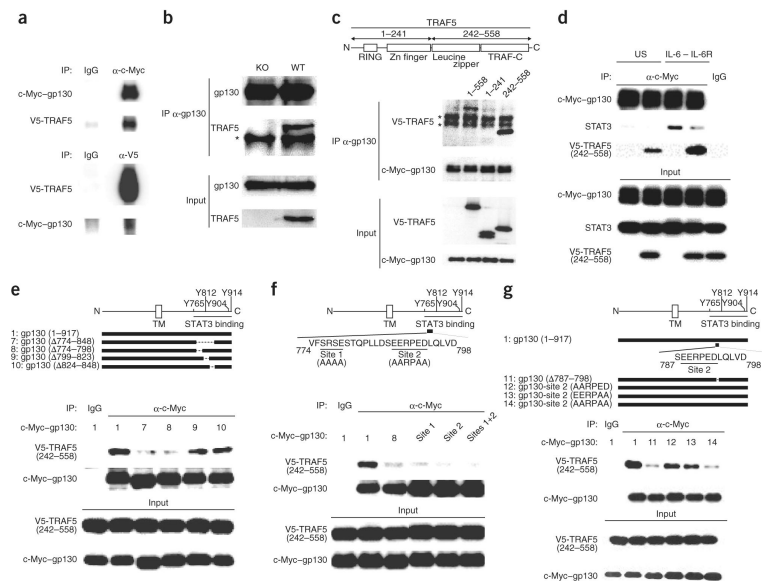 a
IP: IgG α-c-Myc
c-Myc–gp130
V5-TRAF5
IP: IgG α-V5
V5-TRAF5
c-Myc–gp130
b
KO WT
IP α-gp130
gp130
TRAF5
*
Input
gp130
TRAF5
c
TRAF5
1–241 242–558
N C
RING Zn finger Leucine zipper TRAF-C
1–558
1–241
242–558
IP α-gp130
V5-TRAF5
*
*
c-Myc–gp130
Input
V5-TRAF5
c-Myc–gp130
d
US IL-6 – IL-6R
IP: α-c-Myc IgG
c-Myc–gp130
STAT3
V5-TRAF5
(242–558)
Input
c-Myc–gp130
STAT3
V5-TRAF5
(242–558)
e
Y812 Y914
Y765 Y904
N C
TM STAT3 binding
1: gp130 (1–917)
7: gp130 (Δ774–848)
8: gp130 (Δ774–798)
9: gp130 (Δ799–823)
10: gp130 (Δ824–848)
IP: IgG α-c-Myc
c-Myc–gp130: 1 1 7 8 9 10
V5-TRAF5
(242–558)
c-Myc–gp130
Input
V5-TRAF5
(242–558)
c-Myc–gp130
f
Y812 Y914
Y765 Y904
N C
TM STAT3 binding
VFSRSESTQPLLDSEERPEDLQLVD
774 798
Site 1 Site 2
(AAAA) (AARPAA)
IP: IgG α-c-Myc
c-Myc–gp130: 1 1 8 Site 1 Site 2 Sites 1+2
V5-TRAF5
(242–558)
c-Myc–gp130
Input
V5-TRAF5
(242–558)
c-Myc–gp130
g
Y812 Y914
Y765 Y904
N C
TM STAT3 binding
1: gp130 (1–917)
SEERPEDLQLVD
787 798
Site 2
11: gp130 (Δ787–798)
12: gp130-site 2 (AARPED)
13: gp130-site 2 (EERPAA)
14: gp130-site 2 (AARPAA)
IP: IgG α-c-Myc
c-Myc–gp130: 1 1 11 12 13 14
V5-TRAF5
(242–558)
c-Myc–gp130
Input
V5-TRAF5
(242–558)
c-Myc–gp130